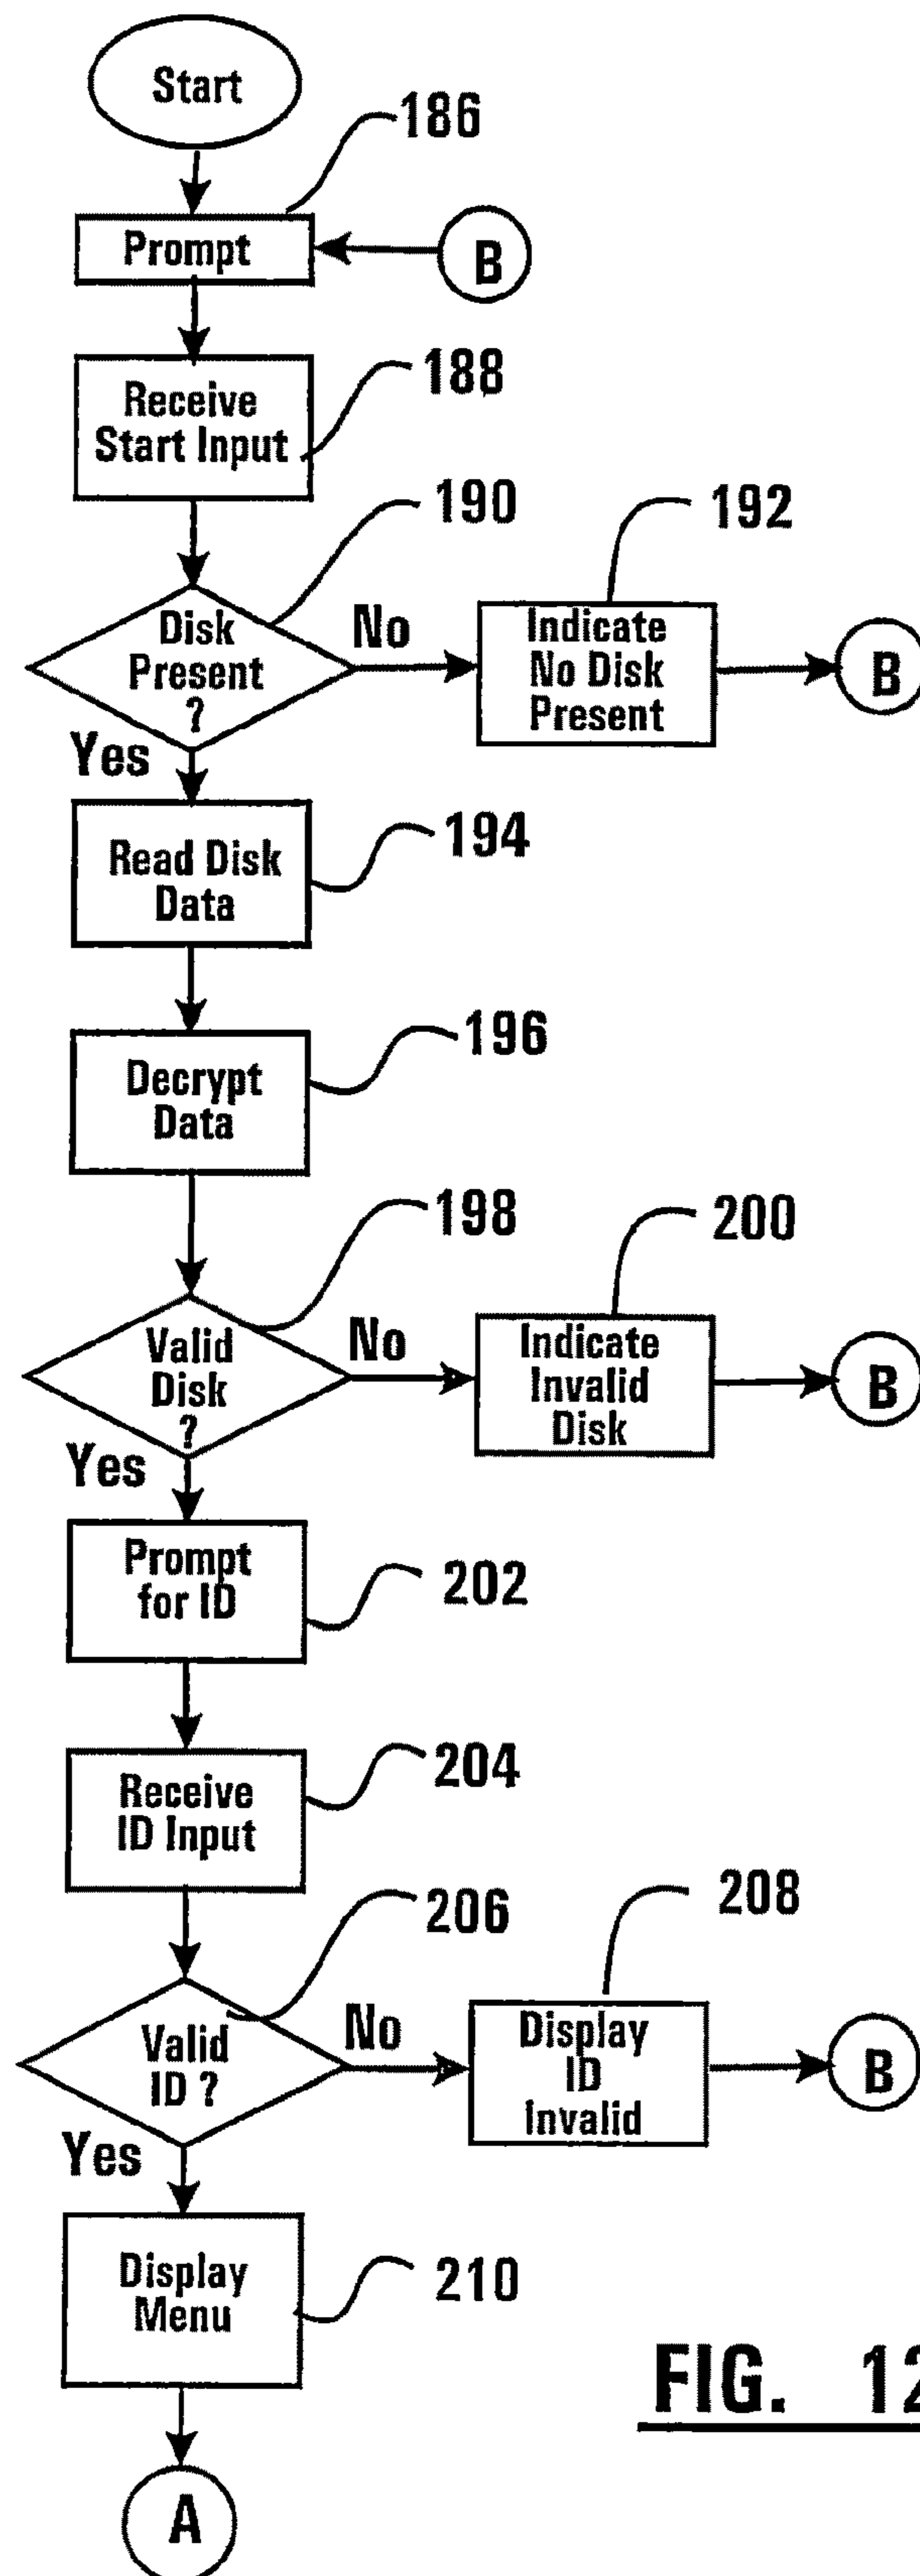 Start
186
Prompt
B
188
Receive
Start Input
190
192
Disk
Present
?
No
Indicate
No Disk
Present
B
Yes
194
Read Disk
Data
196
Decrypt
Data
198
200
Valid
Disk
?
No
Indicate
Invalid
Disk
B
Yes
Prompt
for ID
202
204
Receive
ID Input
206
208
Valid
ID ?
No
Display
ID
Invalid
B
Yes
Display
Menu
210
FIG. 12
A